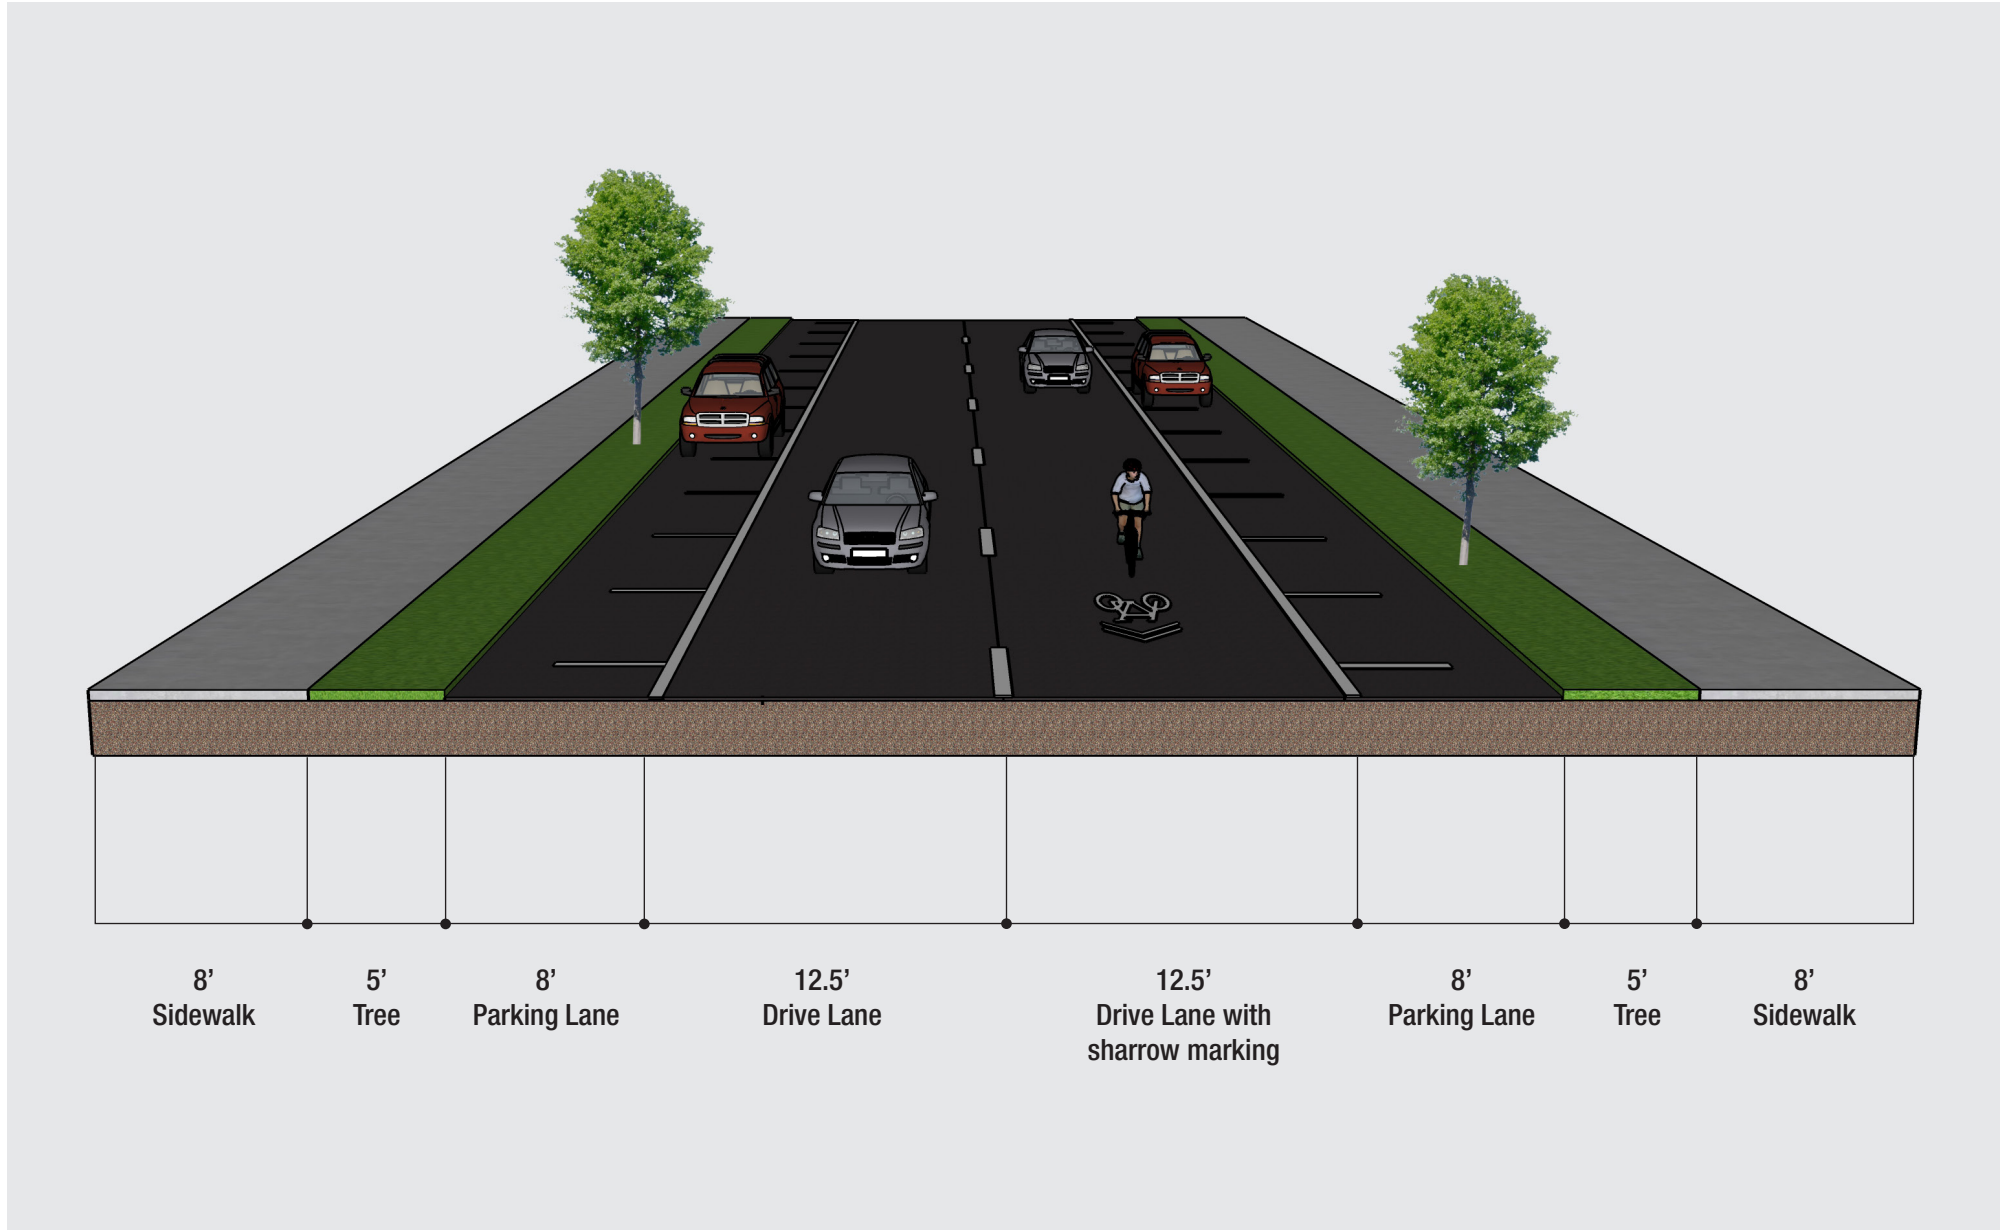 8’
Sidewalk
5’
Tree
8’
Parking Lane
12.5’
Drive Lane
12.5’
Drive Lane with
sharrow marking
8’
Parking Lane
5’
Tree
8’
Sidewalk